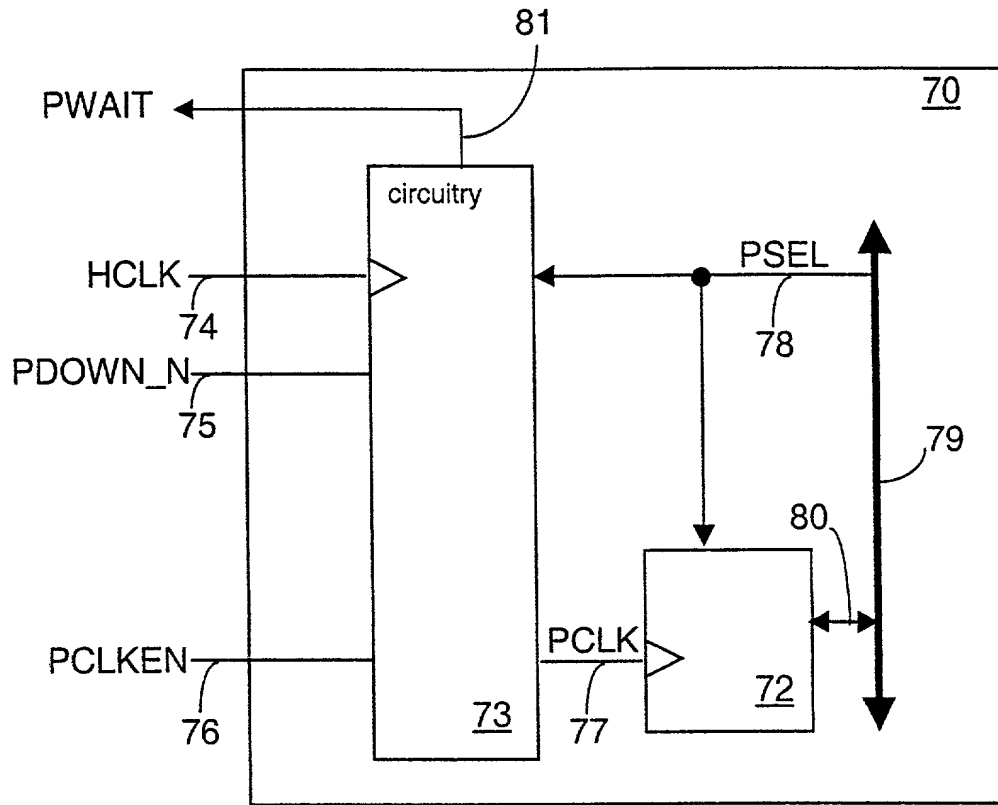 81
70
PWAIT
circuitry
HCLK
74
PSEL
78
PDOWN_N
75
79
80
PCLKEN
76
PCLK
77
73
72